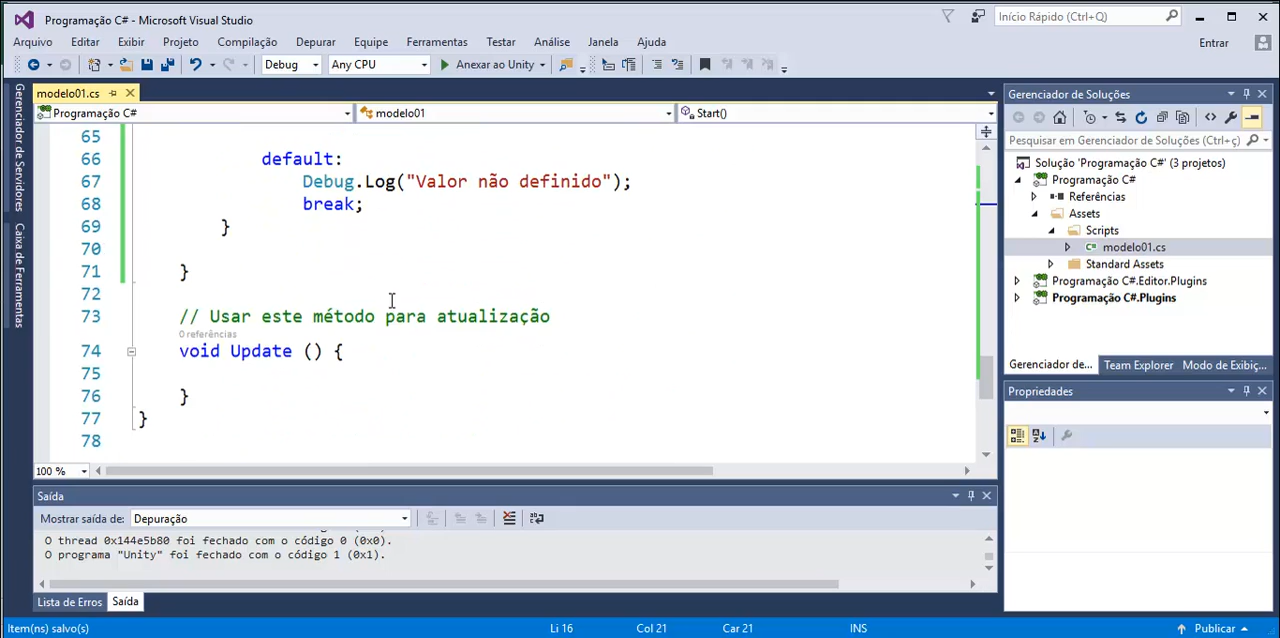 Programação C# - Microsoft Visual Studio
Início Rápido (Ctrl+Q)
Arquivo Editar Exibir Projeto Compilação Depurar Equipe Ferramentas Testar Análise Janela Ajuda
Entrar
Debug Any CPU Anexar ao Unity
modelo01.cs
Programação C# modelo01 Start()
65
66 default:
67 Debug.Log("Valor não definido");
68 break;
69 }
70
71 }
72
73 // Usar este método para atualização
0 referências
74 void Update () {
75
76 }
77 }
78
100 %
Gerenciador de Servidores
Caixa de Ferramentas
Gerenciador de Soluções
Pesquisar em Gerenciador de Soluções (Ctrl+ç)
Solução 'Programação C#' (3 projetos)
Programação C#
Referências
Assets
Scripts
modelo01.cs
Standard Assets
Programação C#.Editor.Plugins
Programação C#.Plugins
Gerenciador de... Team Explorer Modo de Exibiç...
Propriedades
Saída
Mostrar saída de: Depuração
O thread 0x144e5b80 foi fechado com o código 0 (0x0).
O programa "Unity" foi fechado com o código 1 (0x1).
Lista de Erros Saída
Item(ns) salvo(s) Li 16 Col 21 Car 21 INS Publicar